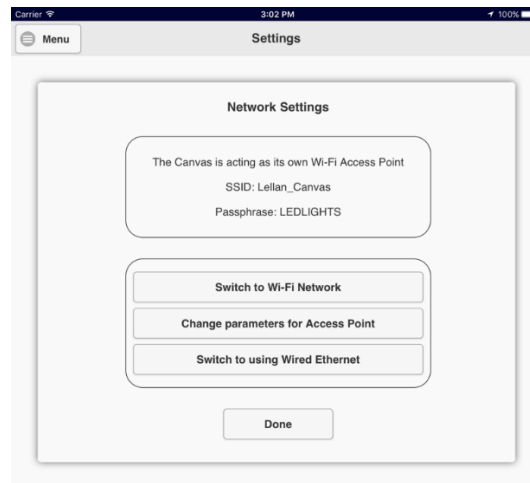 Carrier 3:02 PM 100%
Menu Settings
Network Settings
The Canvas is acting as its own Wi-Fi Access Point
SSID: Lellan_Canvas
Passphrase: LEDLIGHTS
Switch to Wi-Fi Network
Change parameters for Access Point
Switch to using Wired Ethernet
Done